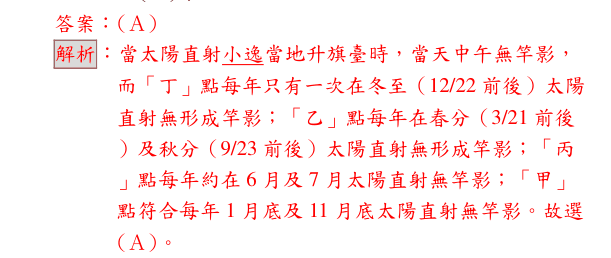 答案：（Ａ）
解析：當太陽直射小逸當地升旗臺時，當天中午無竿影，
而「丁」點每年只有一次在冬至（12/22 前後）太陽
直射無形成竿影；「乙」點每年在春分（3/21 前後
）及秋分（9/23 前後）太陽直射無形成竿影；「丙
」點每年約在 6 月及 7 月太陽直射無竿影；「甲」
點符合每年 1 月底及 11 月底太陽直射無竿影。故選
（Ａ）。